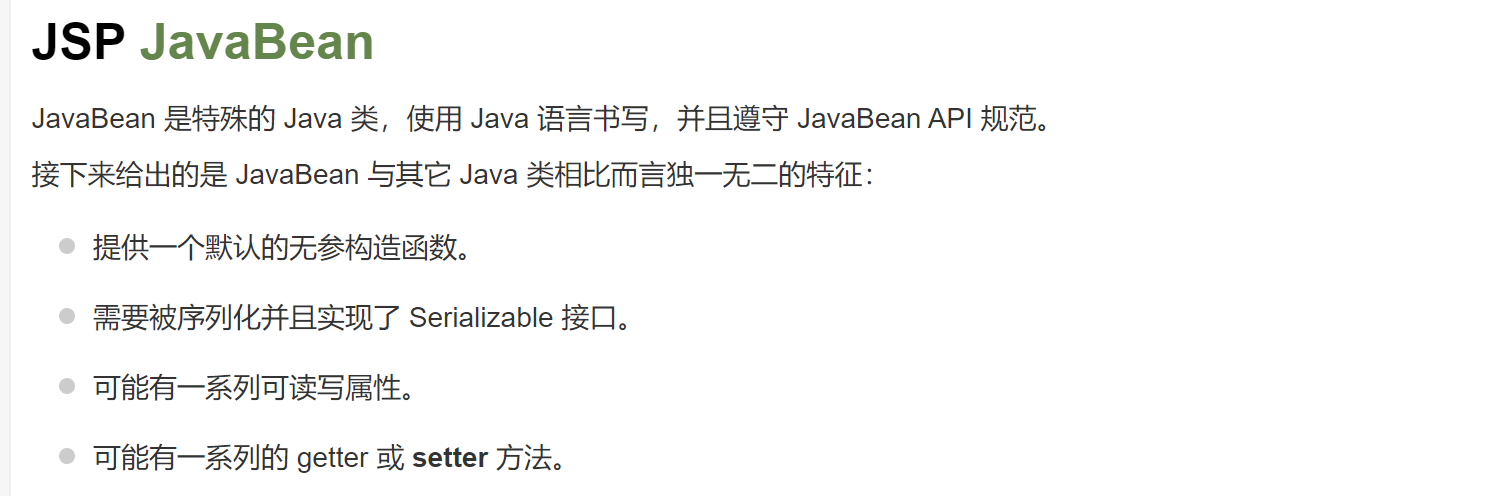 JSP JavaBean
JavaBean 是特殊的 Java 类，使用 Java 语言书写，并且遵守 JavaBean API 规范。
接下来给出的是 JavaBean 与其它 Java 类相比而言独一无二的特征：
提供一个默认的无参构造函数。
需要被序列化并且实现了 Serializable 接口。
可能有一系列可读写属性。
可能有一系列的 getter 或 setter 方法。